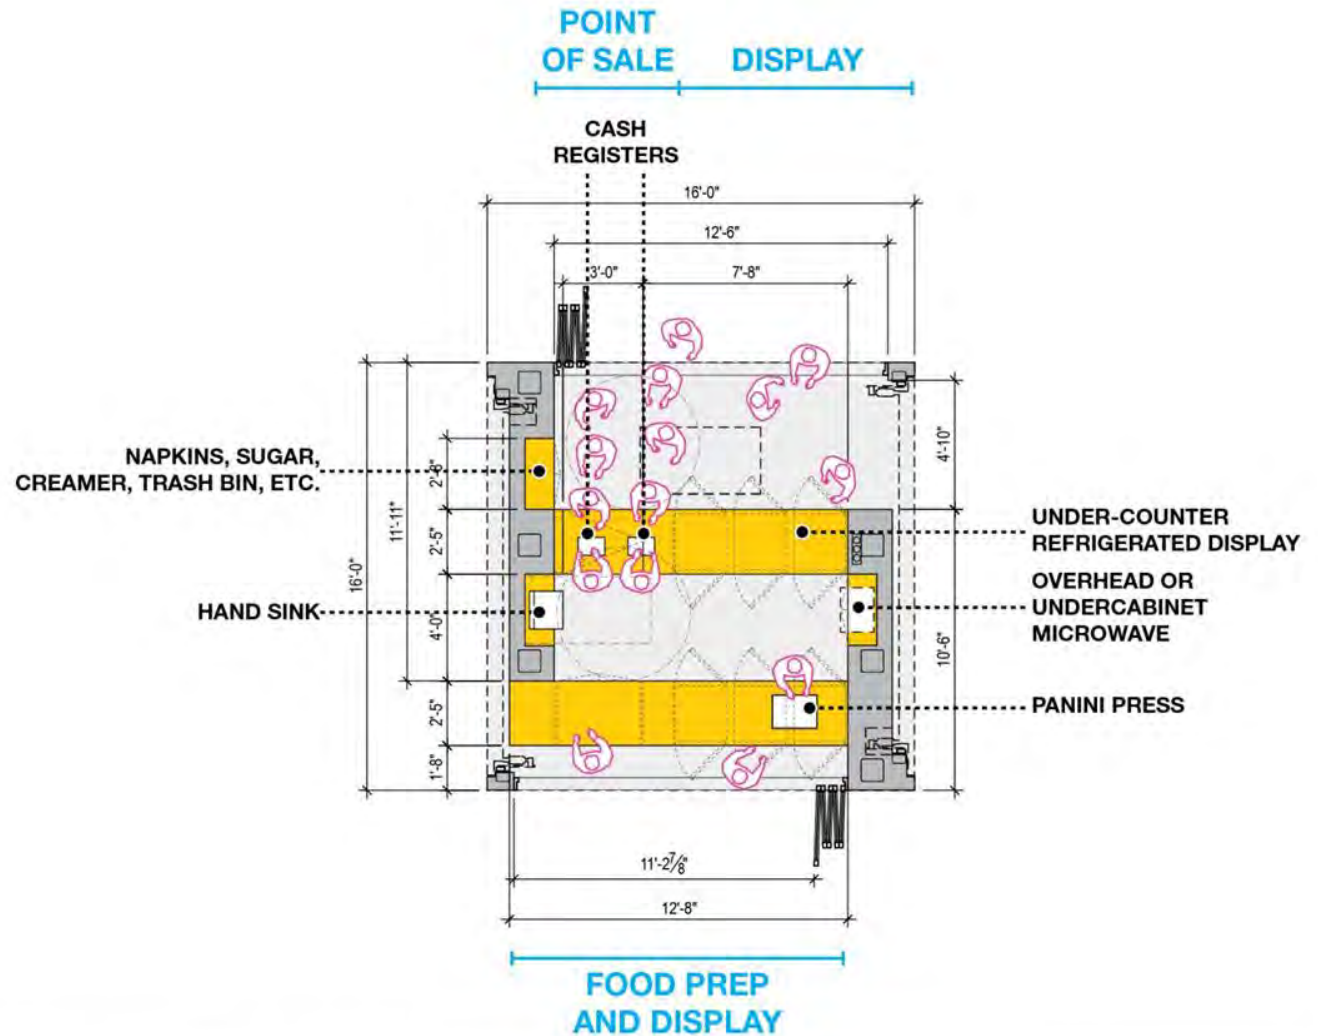 POINT
OF SALE
DISPLAY
CASH
REGISTERS
16'-0"
12'-6"
3'-0"
7'-8"
NAPKINS, SUGAR,
CREAMER, TRASH BIN, ETC.
2'-8"
4'-10"
11'-11"
2'-5"
16'-0"
UNDER-COUNTER
REFRIGERATED DISPLAY
OVERHEAD OR
UNDERCABINET
MICROWAVE
HAND SINK
4'-0"
10'-6"
2'-5"
PANINI PRESS
1'-8"
11'-2⅞"
12'-8"
FOOD PREP
AND DISPLAY